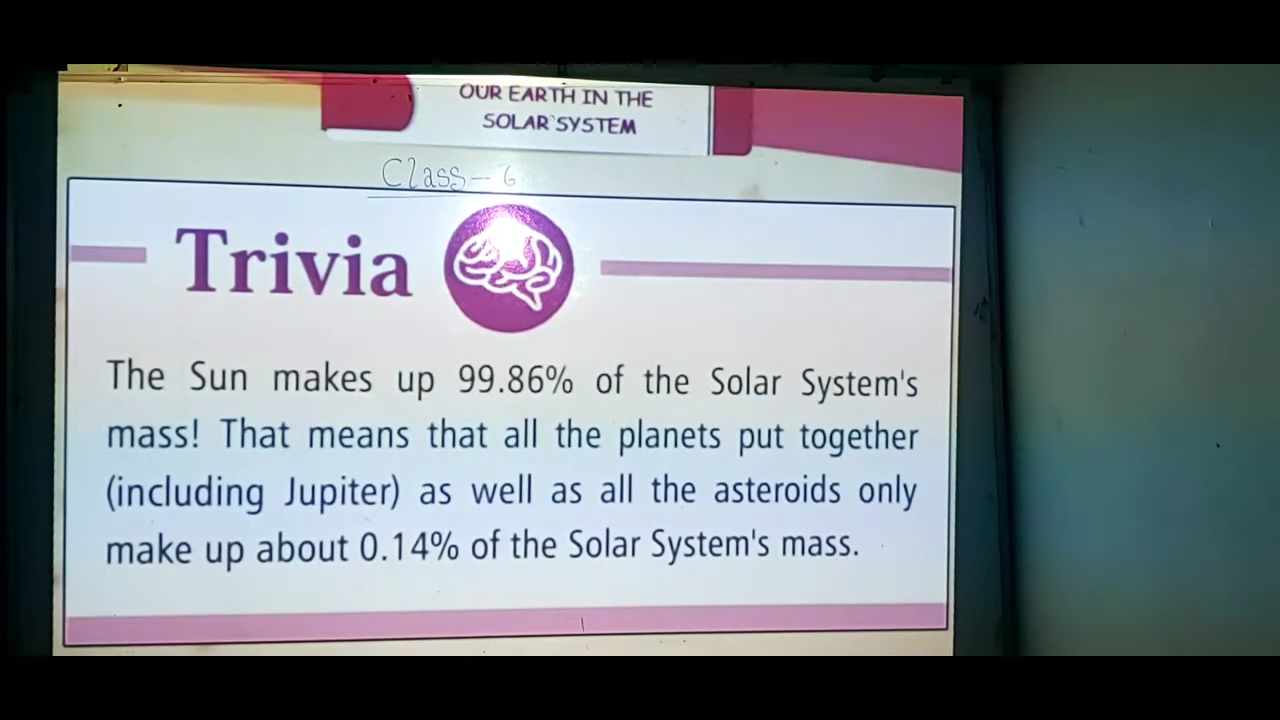 OUR EARTH IN THE
SOLAR SYSTEM
Class - 6
Trivia
The Sun makes up 99.86% of the Solar System's
mass! That means that all the planets put together
(including Jupiter) as well as all the asteroids only
make up about 0.14% of the Solar System's mass.